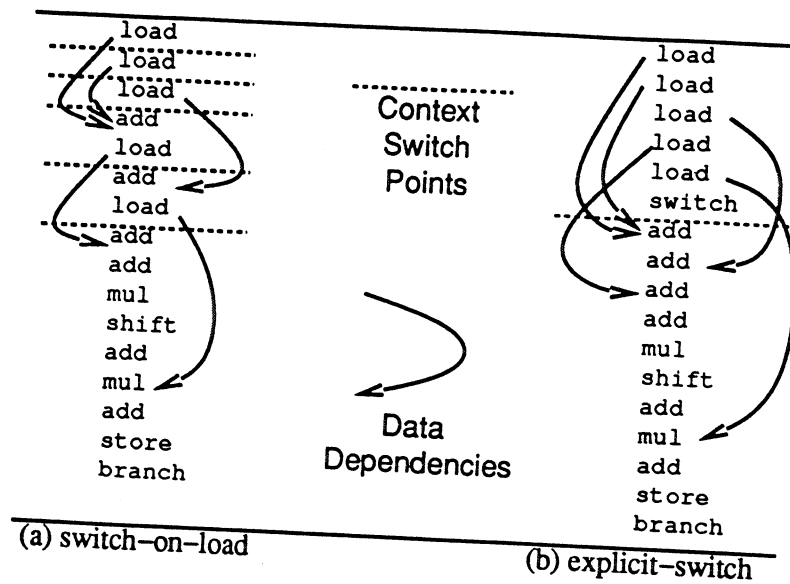 load
load
load
add
load
add
load
add
add
mul
shift
add
mul
add
store
branch
(a) switch-on-load
Context
Switch
Points
Data
Dependencies
load
load
load
load
load
switch
add
add
add
add
mul
shift
add
mul
add
store
branch
(b) explicit-switch